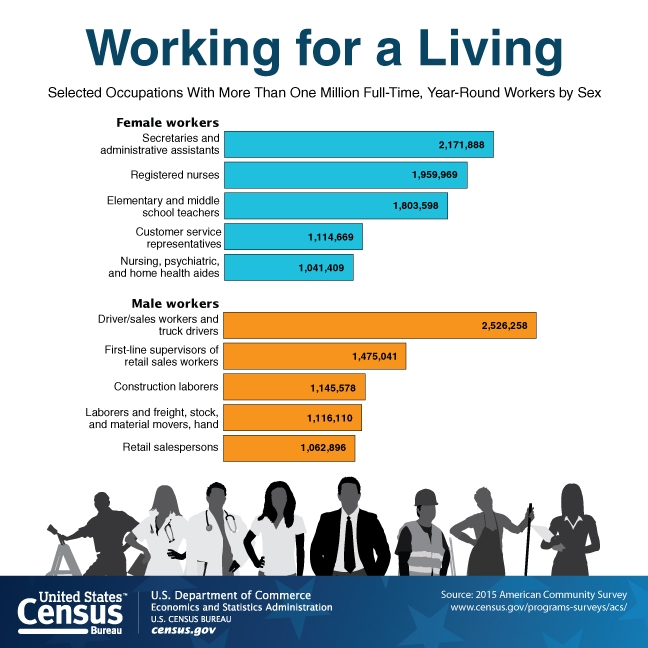 Working for a Living
Selected Occupations With More Than One Million Full-Time, Year-Round Workers by Sex
Female workers
Secretaries and
administrative assistants
2,171,888
Registered nurses
1,959,969
Elementary and middle
school teachers
1,803,598
Customer service
representatives
1,114,669
Nursing, psychiatric,
and home health aides
1,041,409
Male workers
Driver/sales workers and
truck drivers
2,526,258
First-line supervisors of
retail sales workers
1,475,041
Construction laborers
1,145,578
Laborers and freight, stock,
and material movers, hand
1,116,110
Retail salespersons
1,062,896
United States™
Census
Bureau
U.S. Department of Commerce
Economics and Statistics Administration
U.S. CENSUS BUREAU
census.gov
Source: 2015 American Community Survey
www.census.gov/programs-surveys/acs/